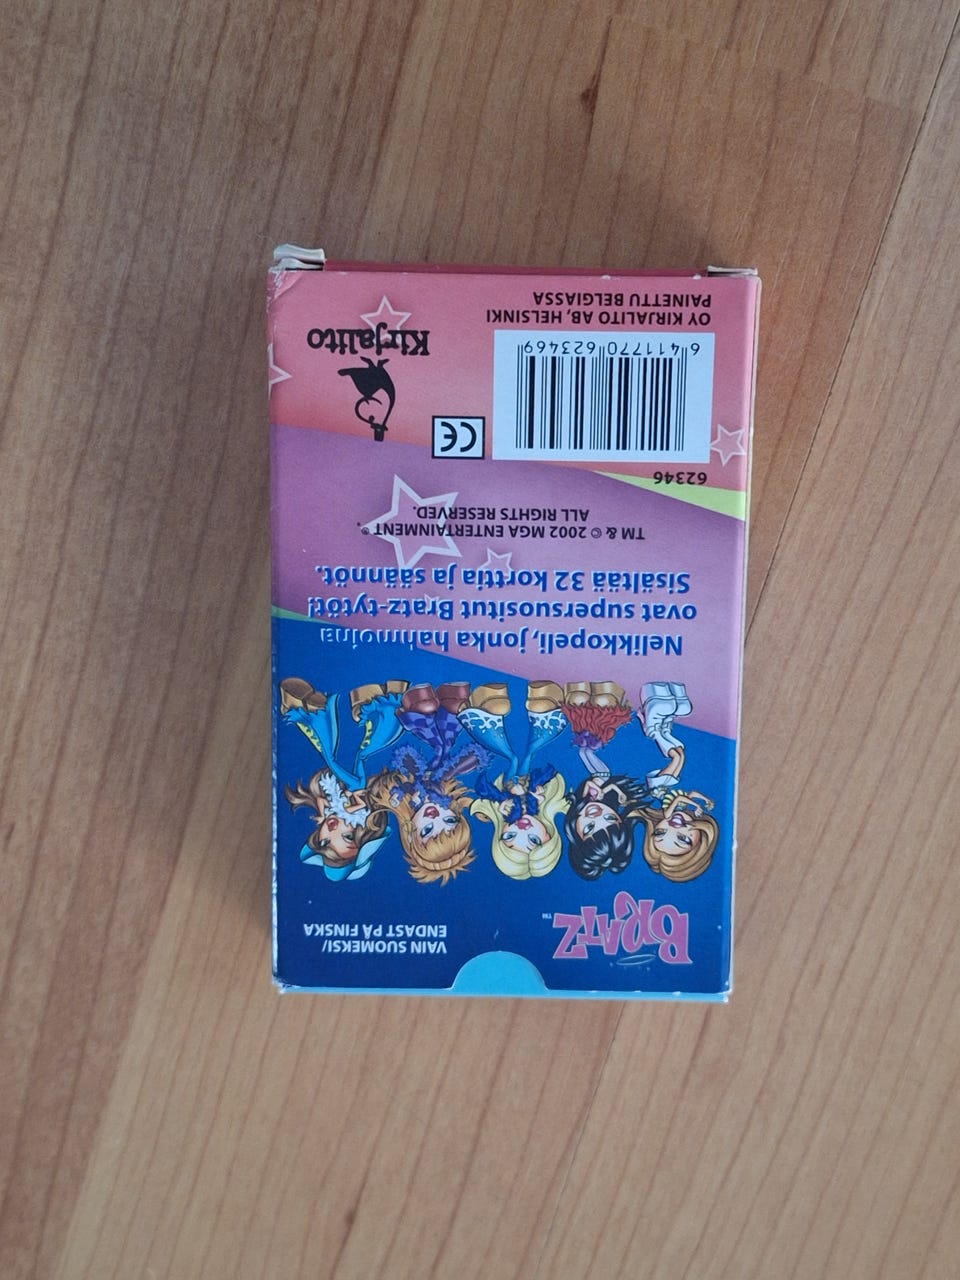 BRATZ™
VAIN SUOMEKSI/
ENDAST PÅ FINSKA
Nelikkopeli, jonka hahmoina
ovat supersuositut Bratz-tytöt!
Sisältää 32 korttia ja säännöt.
TM & © 2002 MGA ENTERTAINMENT®.
ALL RIGHTS RESERVED.
62346
6 411770 623469
CE
Kirjalito
OY KIRJALITO AB, HELSINKI
PAINETTU BELGIASSA